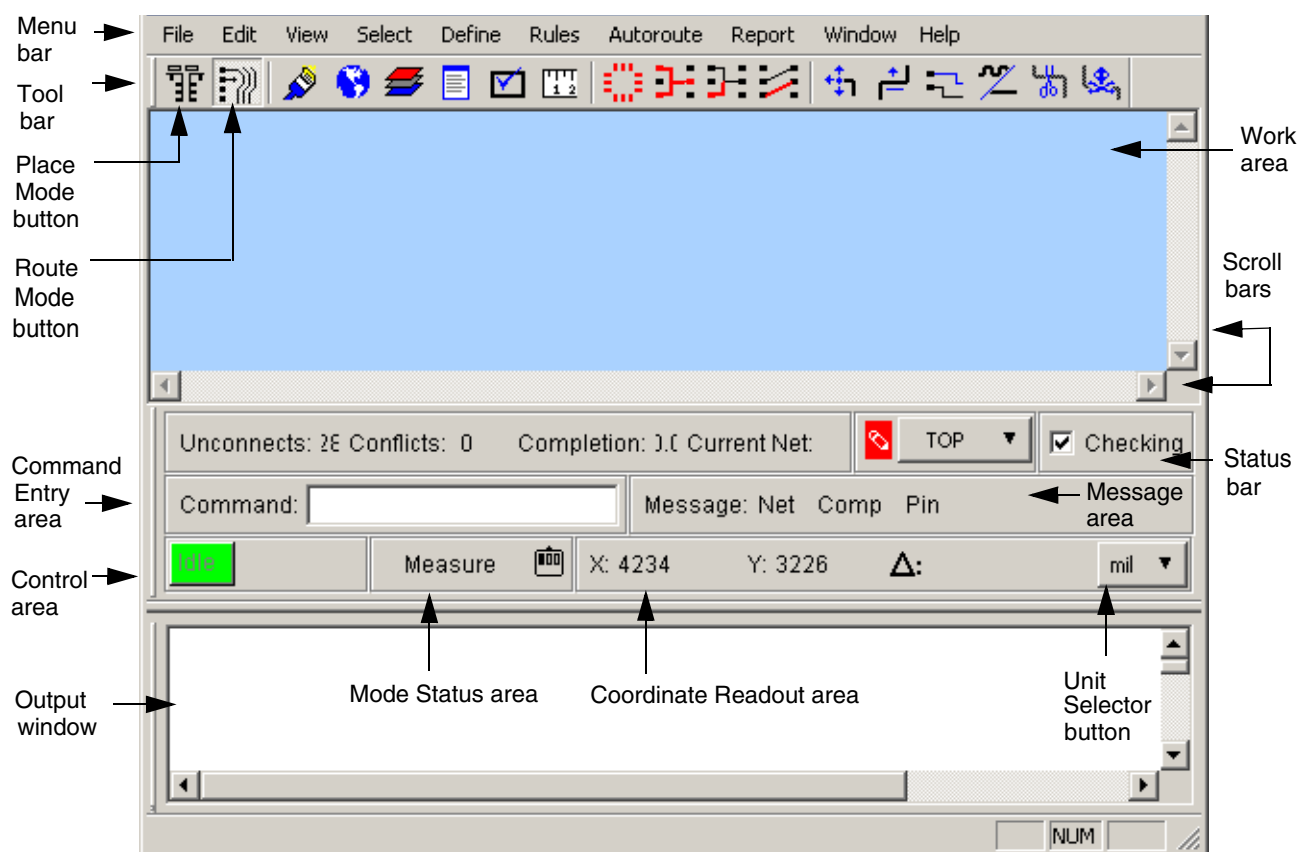 Menu
bar
File Edit View Select Define Rules Autoroute Report Window Help
Tool
bar
1 2
Place
Mode
button
Work
area
Route
Mode
button
Scroll
bars
Unconnects: 28 Conflicts: 0 Completion: Current Net:
TOP
Checking
Status
bar
Command
Entry
area
Command:
Message: Net Comp Pin
Message
area
Control
area
Idle
Measure
X: 4234 Y: 3226 Δ:
mil
Output
window
Mode Status area
Coordinate Readout area
Unit
Selector
button
NUM